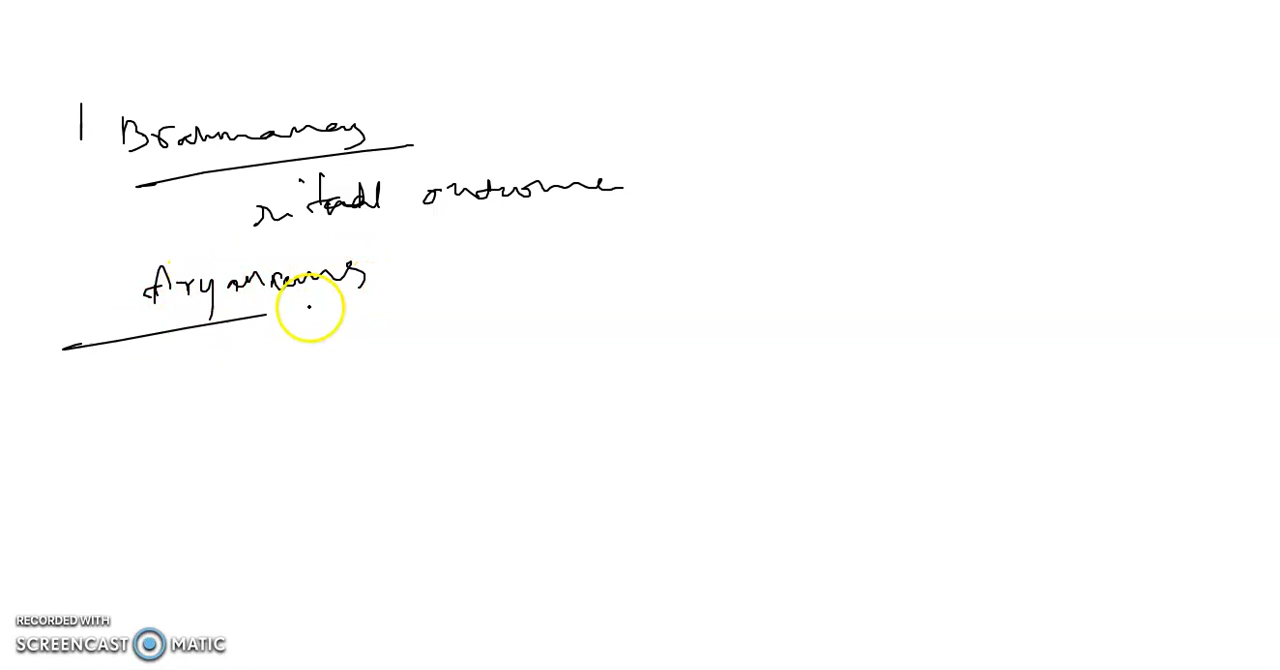 1 Brahmanas
ritual outcome
RECORDED WITH
SCREENCAST MATIC